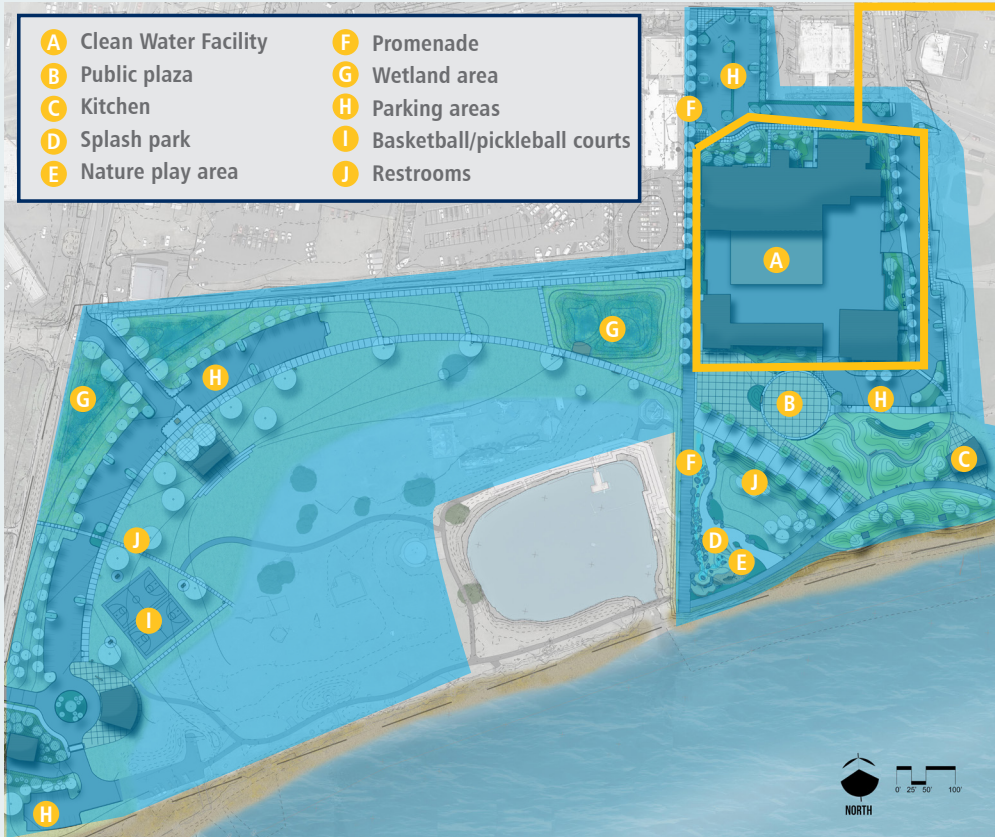 A Clean Water Facility
B Public plaza
C Kitchen
D Splash park
E Nature play area
F Promenade
G Wetland area
H Parking areas
I Basketball/pickleball courts
J Restrooms
H
F
A
G
H
G
B
H
F
C
J
D
J
E
I
H
NORTH
0' 25' 50' 100'